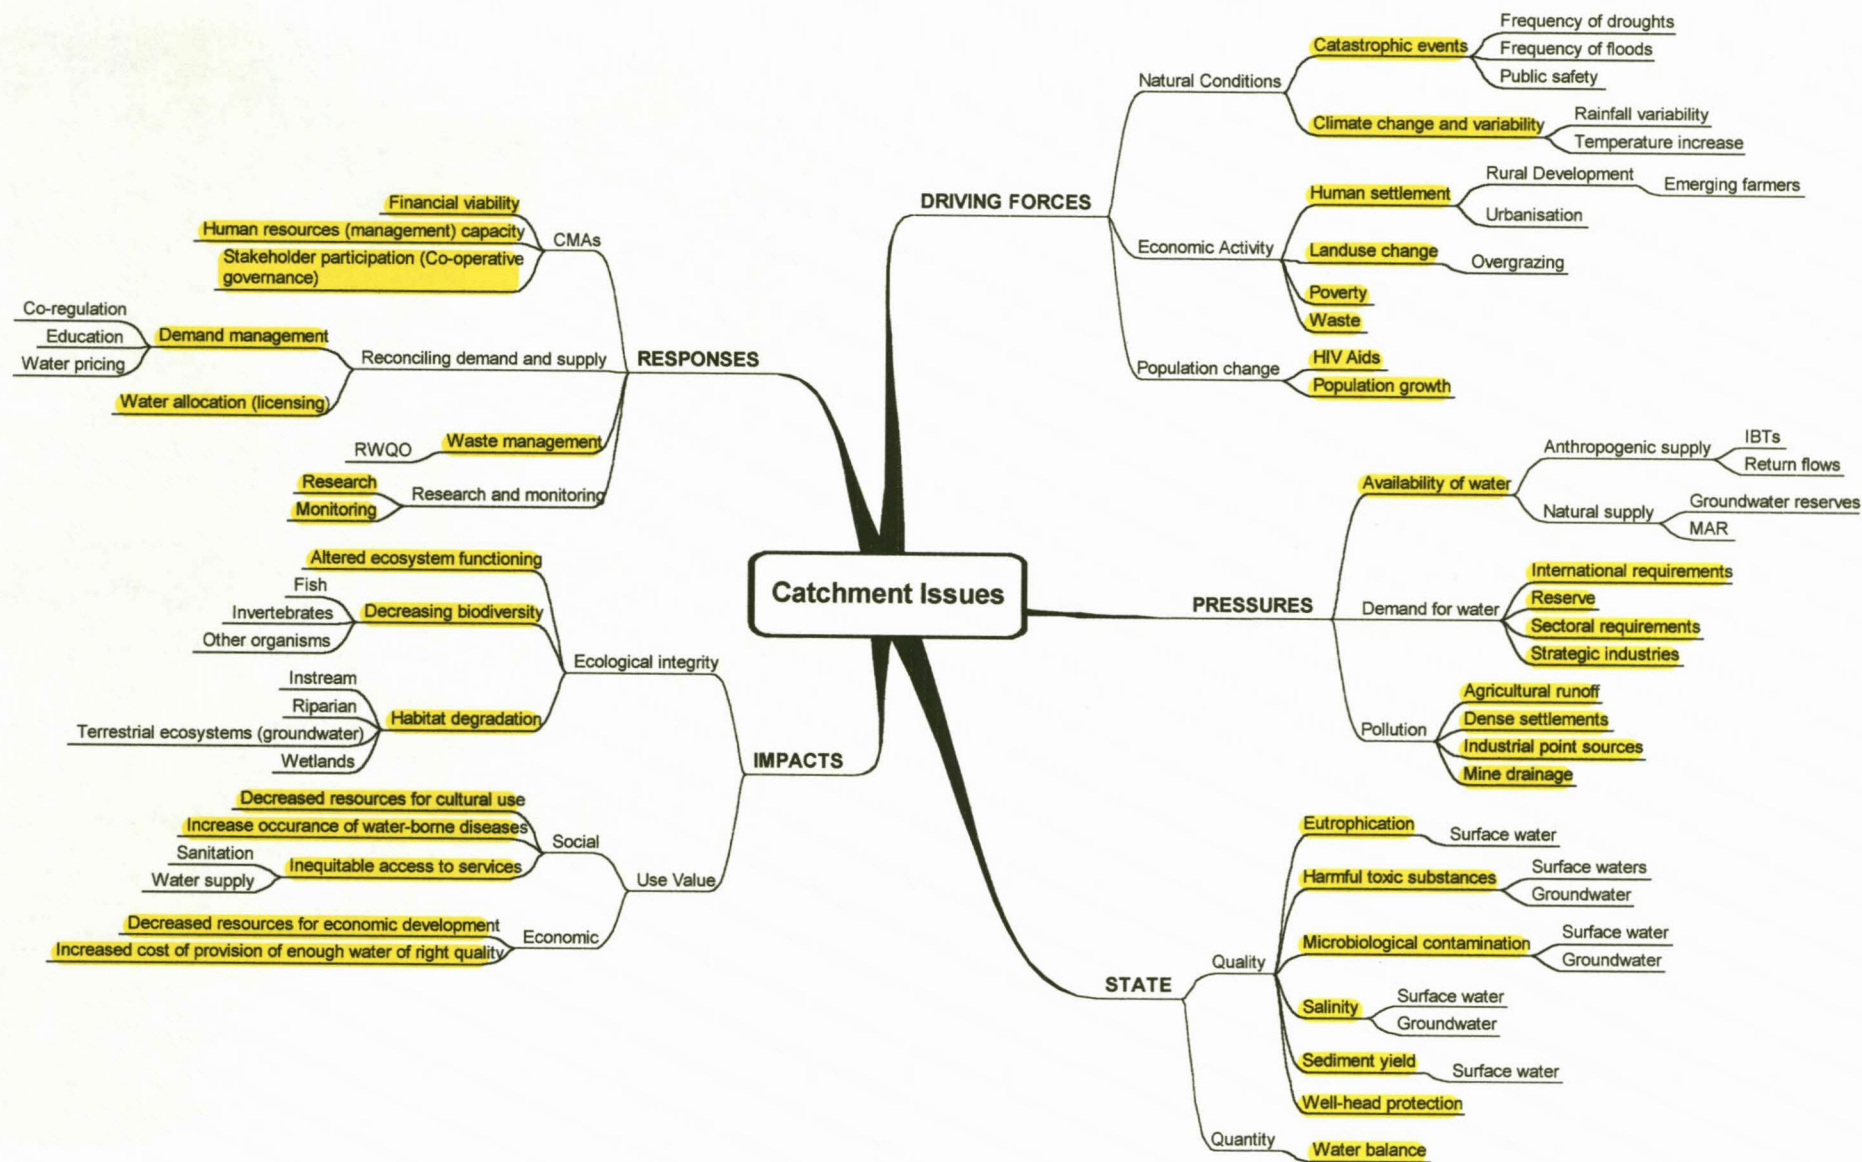 Catchment Issues
DRIVING FORCES
Natural Conditions
Catastrophic events
Frequency of droughts
Frequency of floods
Public safety
Climate change and variability
Rainfall variability
Temperature increase
Economic Activity
Human settlement
Rural Development
Emerging farmers
Urbanisation
Landuse change
Overgrazing
Poverty
Waste
Population change
HIV Aids
Population growth
PRESSURES
Availability of water
Anthropogenic supply
IBTs
Return flows
Natural supply
Groundwater reserves
MAR
Demand for water
International requirements
Reserve
Sectoral requirements
Strategic industries
Pollution
Agricultural runoff
Dense settlements
Industrial point sources
Mine drainage
STATE
Quality
Eutrophication
Surface water
Harmful toxic substances
Surface waters
Groundwater
Microbiological contamination
Surface water
Groundwater
Salinity
Surface water
Groundwater
Sediment yield
Surface water
Well-head protection
Quantity
Water balance
RESPONSES
CMAs
Financial viability
Human resources (management) capacity
Stakeholder participation (Co-operative
governance)
Reconciling demand and supply
Demand management
Co-regulation
Education
Water pricing
Water allocation (licensing)
Waste management
RWQO
Research and monitoring
Research
Monitoring
IMPACTS
Ecological integrity
Altered ecosystem functioning
Decreasing biodiversity
Fish
Invertebrates
Other organisms
Habitat degradation
Instream
Riparian
Terrestrial ecosystems (groundwater)
Wetlands
Use Value
Social
Decreased resources for cultural use
Increase occurance of water-borne diseases
Inequitable access to services
Sanitation
Water supply
Economic
Decreased resources for economic development
Increased cost of provision of enough water of right quality